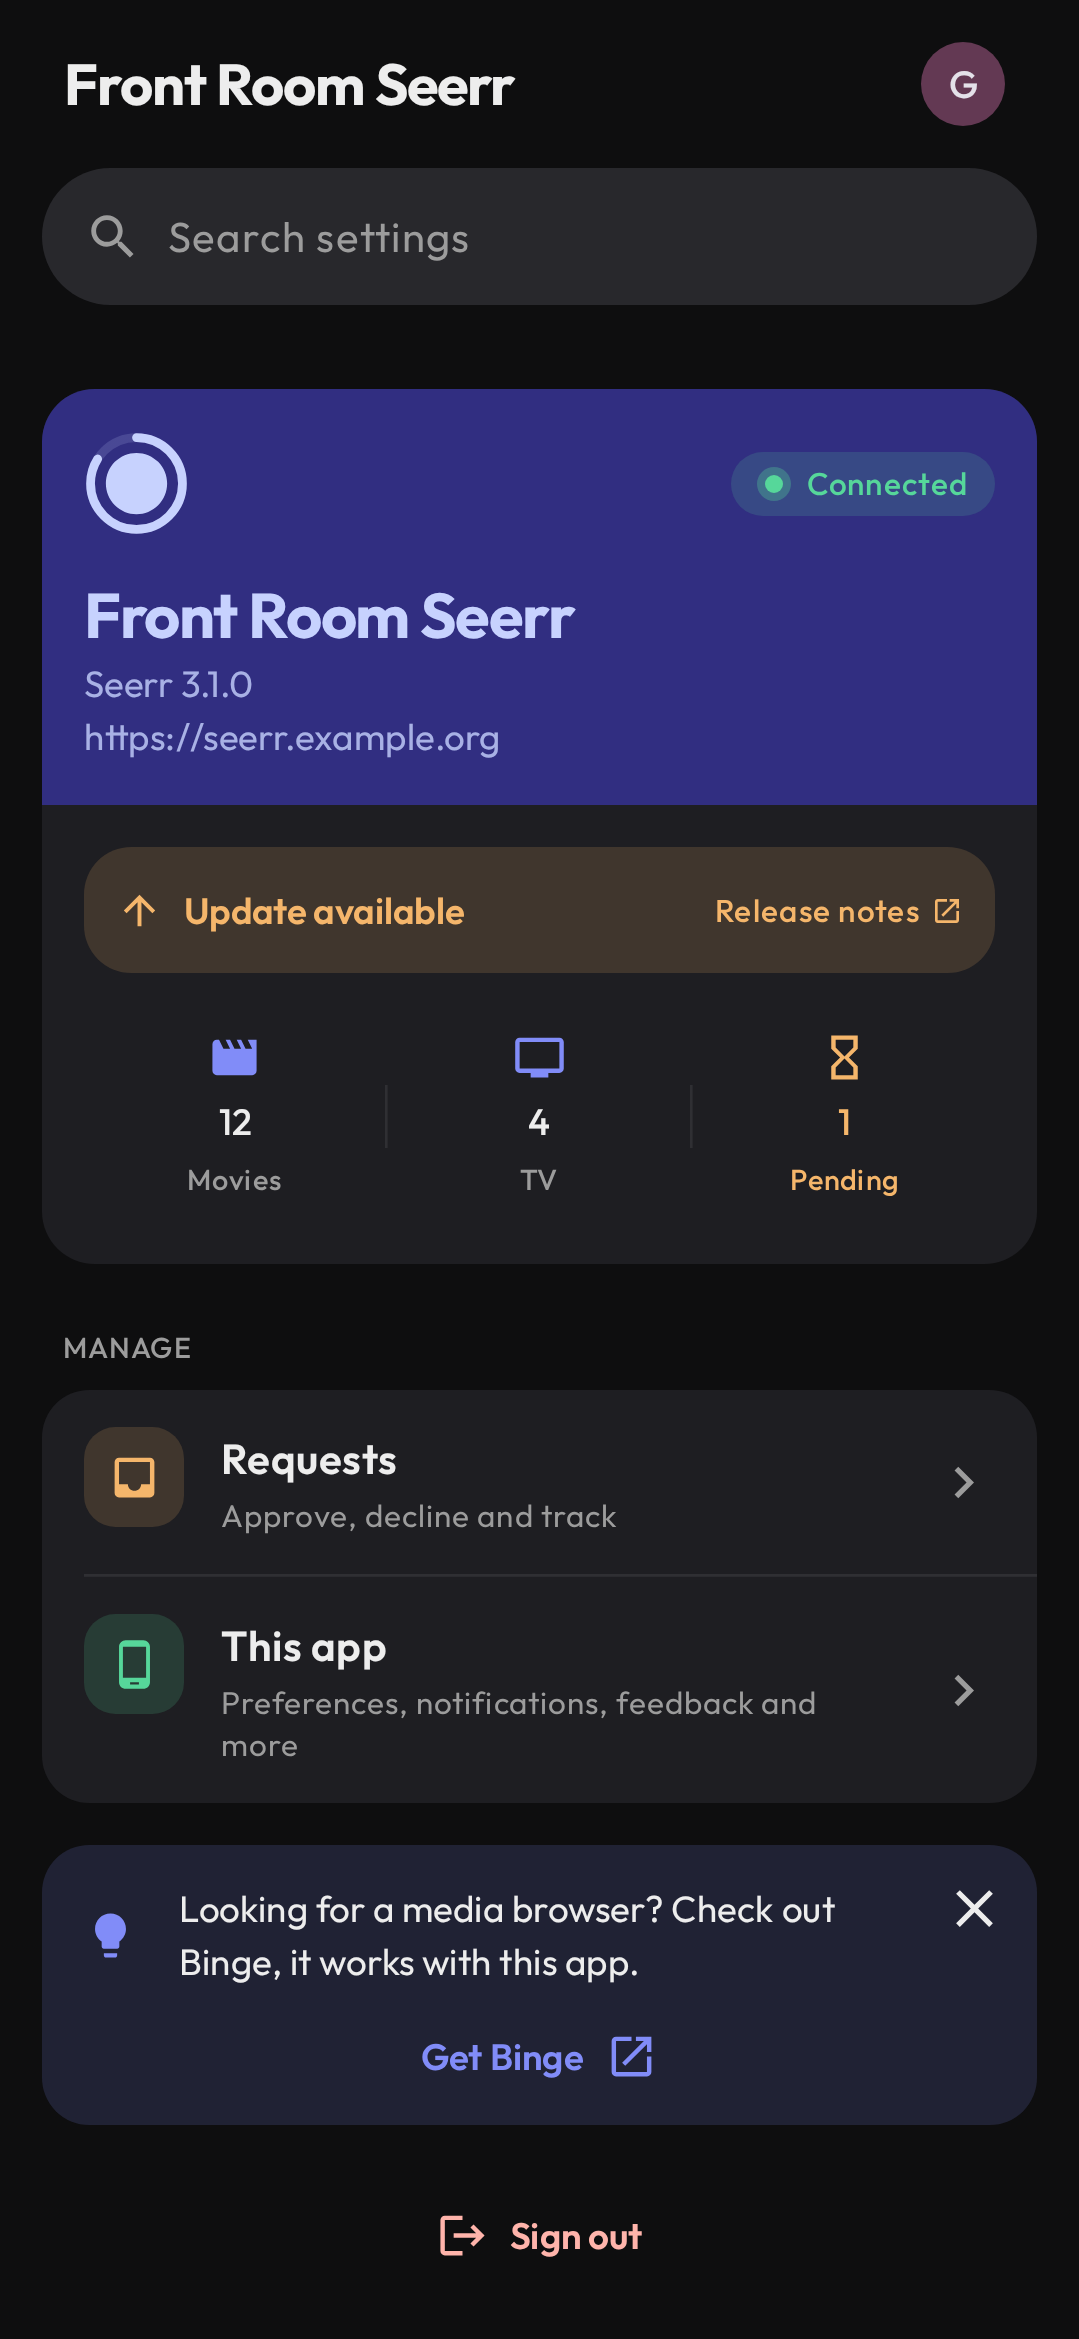 Front Room Seerr
G
Search settings
Connected
Front Room Seerr
Seerr 3.1.0
https://seerr.example.org
Update available
Release notes
12
Movies
4
TV
1
Pending
MANAGE
Requests
Approve, decline and track
This app
Preferences, notifications, feedback and
more
Looking for a media browser? Check out
Binge, it works with this app.
Get Binge
Sign out